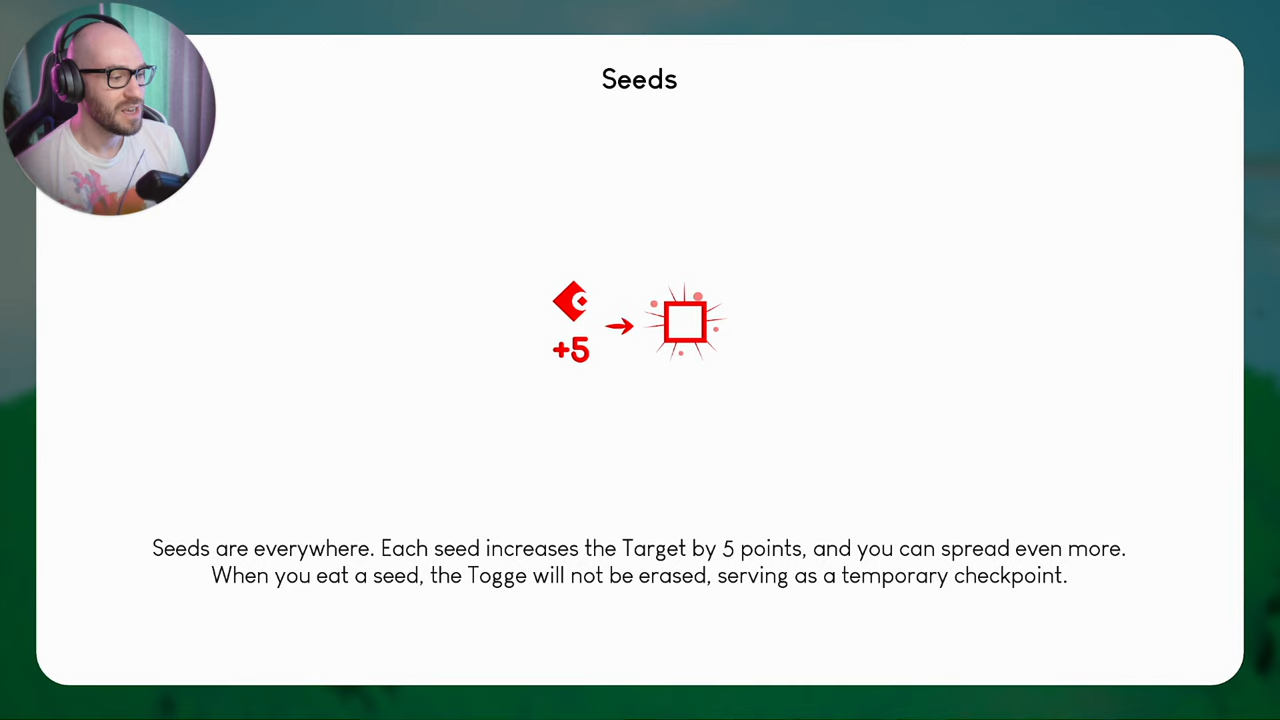 Seeds
+5
Seeds are everywhere. Each seed increases the Target by 5 points, and you can spread even more.
When you eat a seed, the Togge will not be erased, serving as a temporary checkpoint.